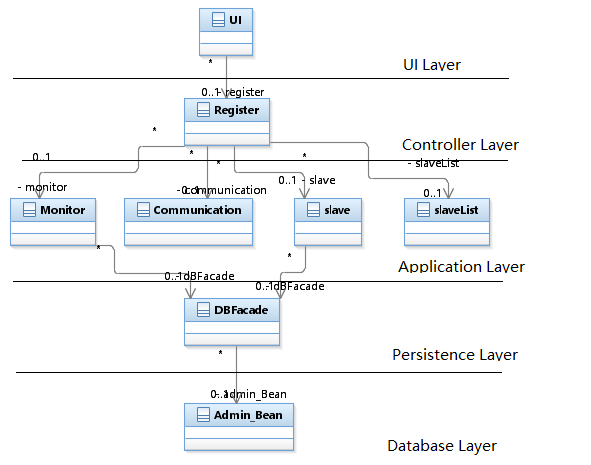 UI
*
UI Layer
0..1 - register
Register
*
*
*
*
Controller Layer
0..1
- monitor
- communication
0..1
0..1 - slave
- slaveList
0..1
Monitor
Communication
slave
slaveList
*
*
Application Layer
0..1
- dBFacade
0..1
- dBFacade
DBFacade
*
Persistence Layer
0..1
- admin_Bean
Admin_Bean
Database Layer